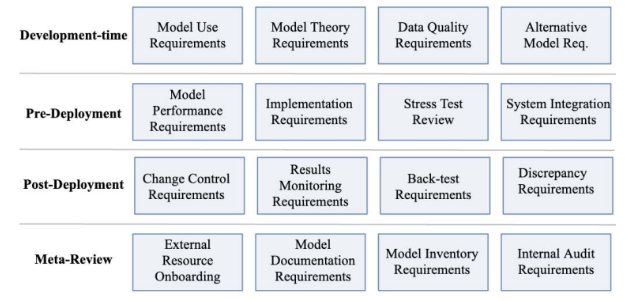 Development-time
Model Use
Requirements
Model Theory
Requirements
Data Quality
Requirements
Alternative
Model Req.
Pre-Deployment
Model
Performance
Requirements
Implementation
Requirements
Stress Test
Review
System Integration
Requirements
Post-Deployment
Change Control
Requirements
Results
Monitoring
Requirements
Back-test
Requirements
Discrepancy
Requirements
Meta-Review
External
Resource
Onboarding
Model
Documentation
Requirements
Model Inventory
Requirements
Internal Audit
Requirements